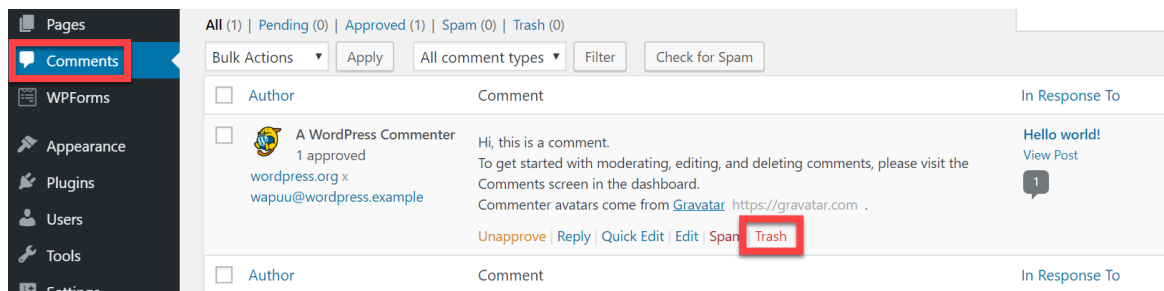 Pages
Comments
WPForms
Appearance
Plugins
Users
Tools
Settings
All (1) | Pending (0) | Approved (1) | Spam (0) | Trash (0)
Bulk Actions Apply All comment types Filter Check for Spam
Author Comment In Response To
A WordPress Commenter
1 approved
wordpress.org x
wapuu@wordpress.example
Hi, this is a comment.
To get started with moderating, editing, and deleting comments, please visit the
Comments screen in the dashboard.
Commenter avatars come from Gravatar https://gravatar.com .
Unapprove | Reply | Quick Edit | Edit | Spam | Trash
Hello world!
View Post
1
Author Comment In Response To